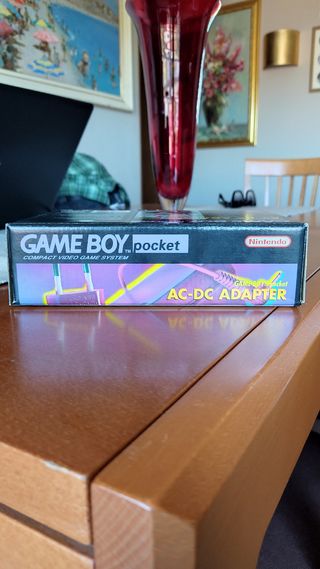 GAME BOY pocket
Nintendo
COMPACT VIDEO GAME SYSTEM
GAME BOY pocket
AC-DC ADAPTER